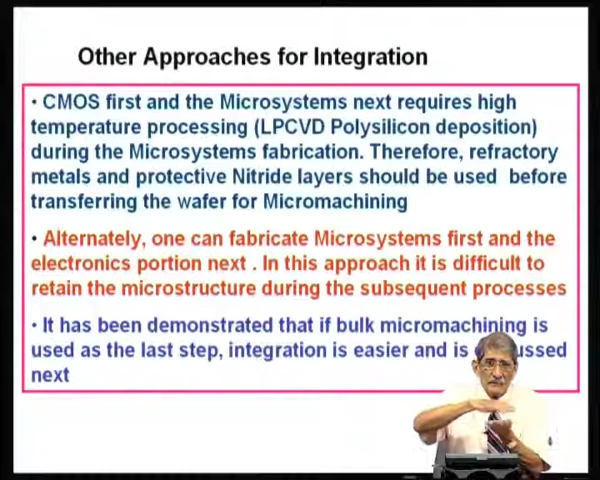 Other Approaches for Integration
• CMOS first and the Microsystems next requires high
temperature processing (LPCVD Polysilicon deposition)
during the Microsystems fabrication. Therefore, refractory
metals and protective Nitride layers should be used before
transferring the wafer for Micromachining
• Alternately, one can fabricate Microsystems first and the
electronics portion next . In this approach it is difficult to
retain the microstructure during the subsequent processes
• It has been demonstrated that if bulk micromachining is
used as the last step, integration is easier and is ussed
next